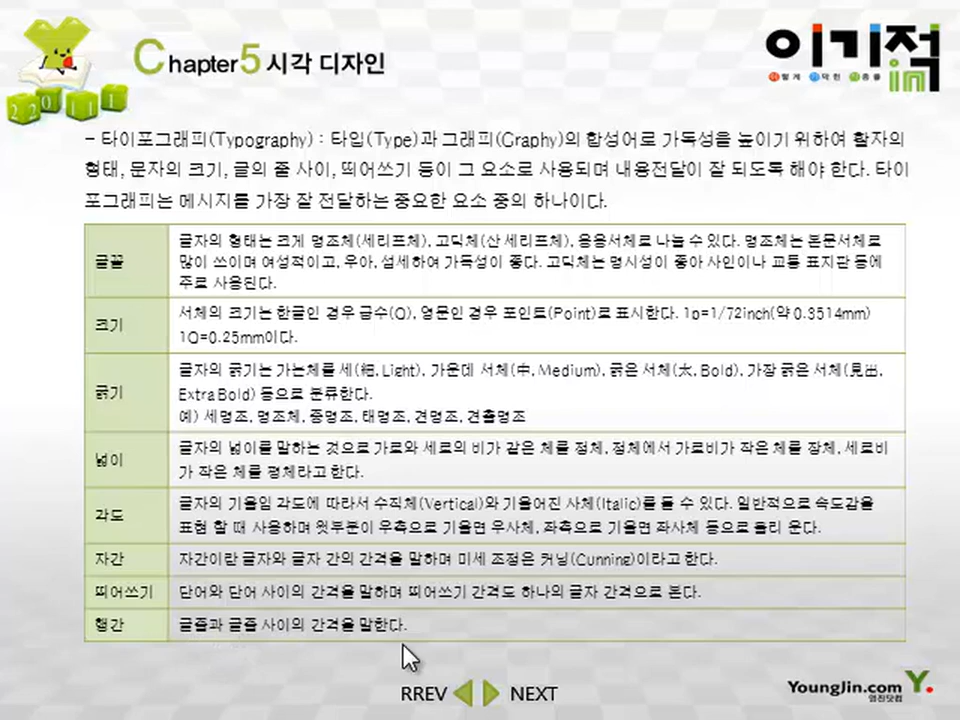 Chapter5 시각 디자인
이기적in
22011
- 타이포그래피(Typography) : 타입(Type)과 그래피(Graphy)의 합성어로 가독성을 높이기 위하여 활자의
형태, 문자의 크기, 글의 줄 사이, 띄어쓰기 등이 그 요소로 사용되며 내용전달이 잘 되도록 해야 한다. 타이
포그래피는 메시지를 가장 잘 전달하는 중요한 요소 중의 하나이다.
글꼴
글자의 형태는 크게 명조체(세리프체), 고딕체(산 세리프체), 응용서체로 나눌 수 있다. 명조체는 본문서체로
많이 쓰이며 여성적이고, 우아, 섬세하여 가독성이 좋다. 고딕체는 명시성이 좋아 사인이나 교통 표지판 등에
주로 사용된다.
크기
서체의 크기는 한글인 경우 급수(Q), 영문인 경우 포인트(Point)로 표시한다. 1p=1/72inch(약 0.3514mm)
1Q=0.25mm이다.
굵기
글자의 굵기는 가는체를 세(細, Light), 가운데 서체(中, Medium), 굵은 서체(太, Bold), 가장 굵은 서체(見出,
Extra Bold) 등으로 분류한다.
예) 세명조, 명조체, 중명조, 태명조, 견명조, 견출명조
넓이
글자의 넓이를 말하는 것으로 가로와 세로의 비가 같은 체를 정체, 정체에서 가로비가 작은 체를 장체, 세로비
가 작은 체를 평체라고 한다.
각도
글자의 기울임 각도에 따라서 수직체(Vertical)와 기울어진 사체(Italic)를 들 수 있다. 일반적으로 속도감을
표현 할 때 사용하며 윗부분이 우측으로 기울면 우사체, 좌측으로 기울면 좌사체 등으로 불리 운다.
자간
자간이란 글자와 글자 간의 간격을 말하며 미세 조정은 커닝(Cunning)이라고 한다.
띄어쓰기
단어와 단어 사이의 간격을 말하며 띄어쓰기 간격도 하나의 글자 간격으로 본다.
행간
글줄과 글줄 사이의 간격을 말한다.
RREV NEXT
YoungJin.com Y.
영진닷컴